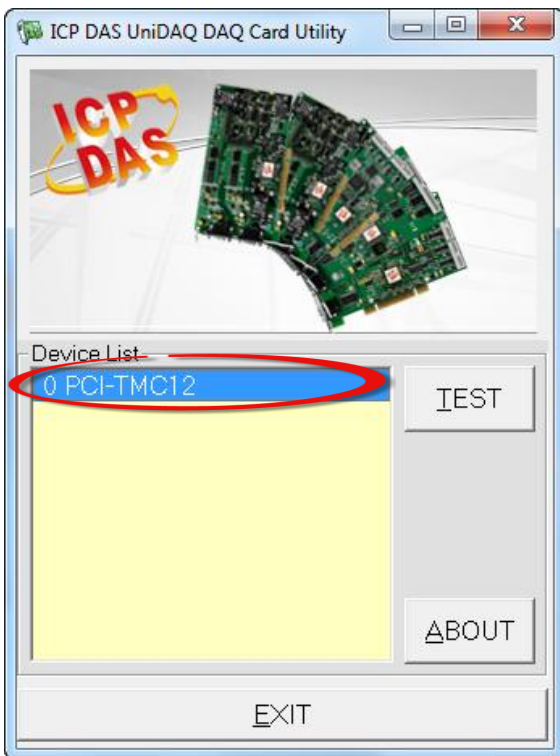 ICP DAS UniDAQ DAQ Card Utility
ICP
DAS
Device List
0 PCI-TMC12
TEST
ABOUT
EXIT